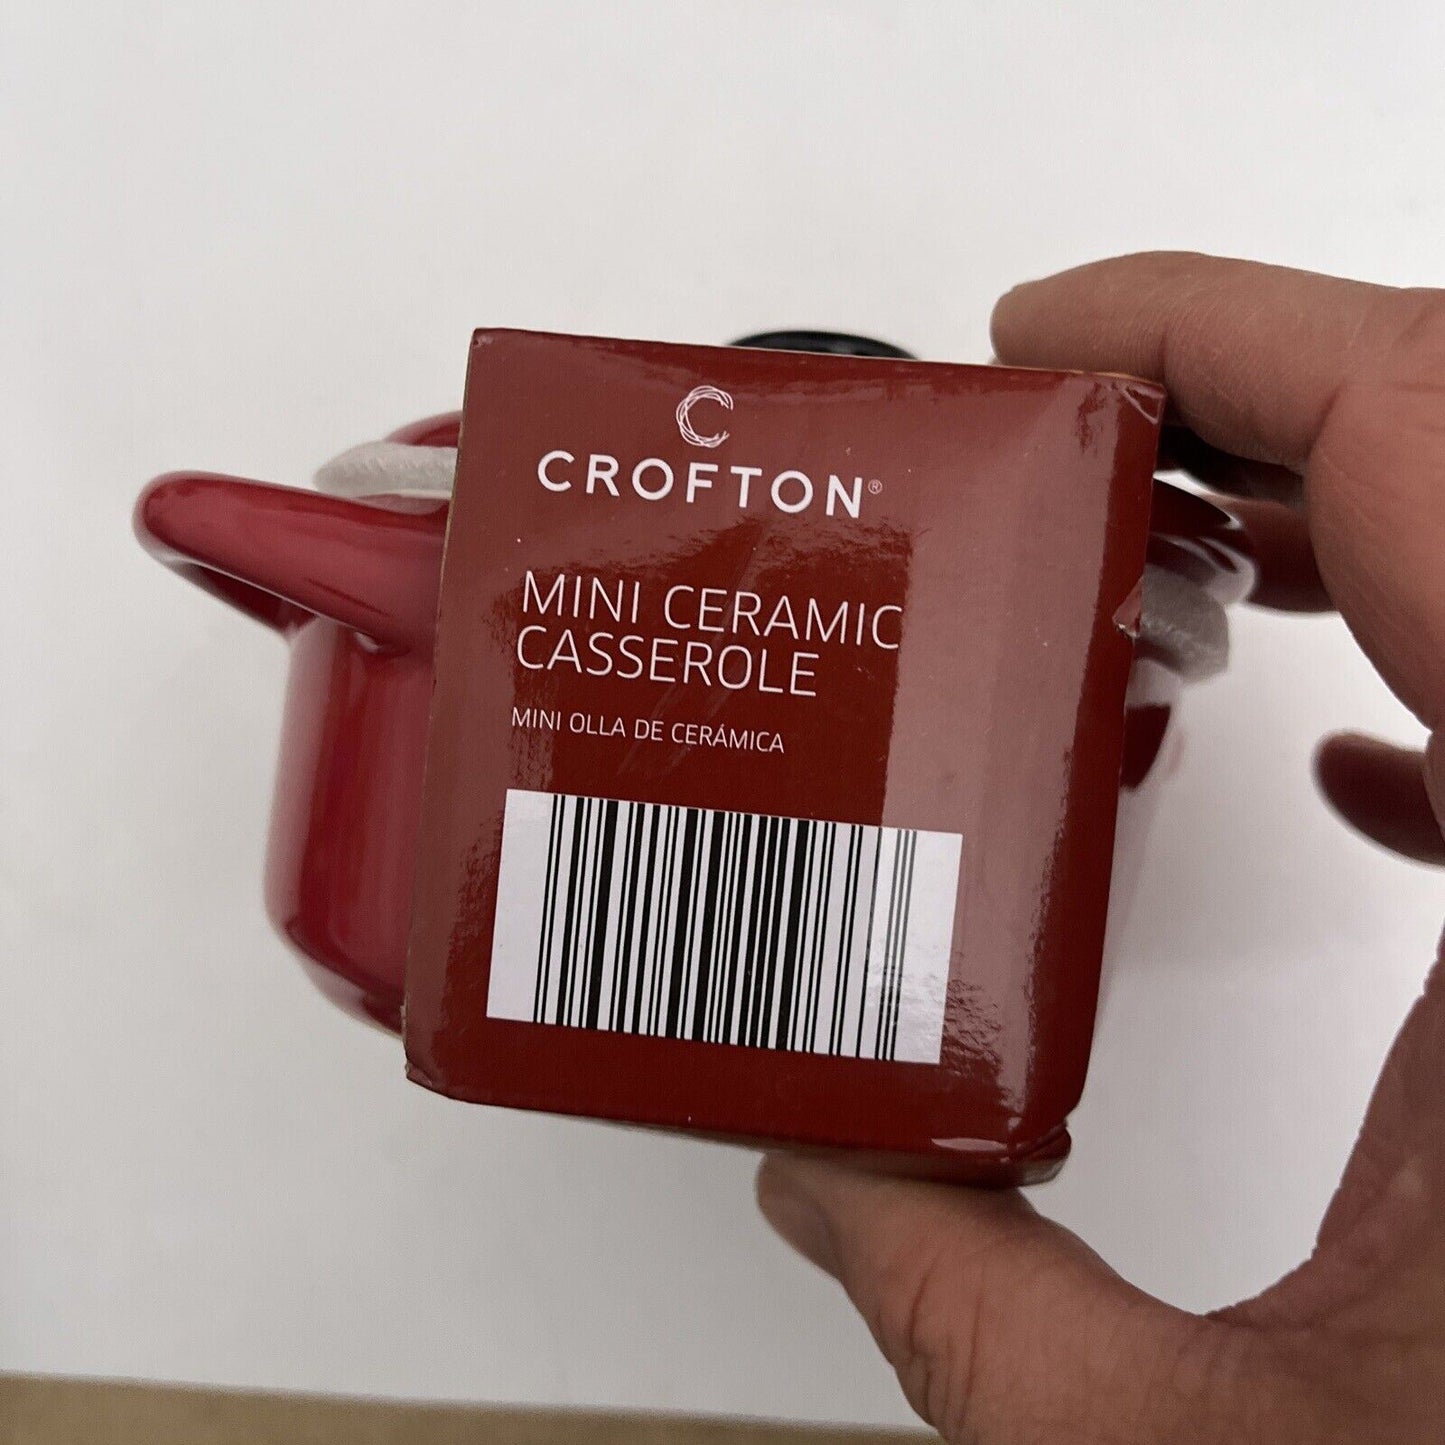 CROFTON®
MINI CERAMIC
CASSEROLE
MINI OLLA DE CERÁMICA